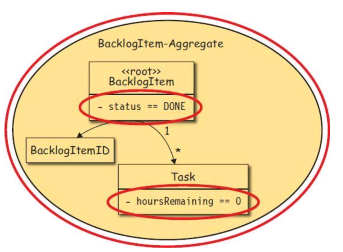 BacklogItem-Aggregate
<<root>>
BacklogItem
- status == DONE
BacklogItemID
1
*
Task
- hoursRemaining == 0